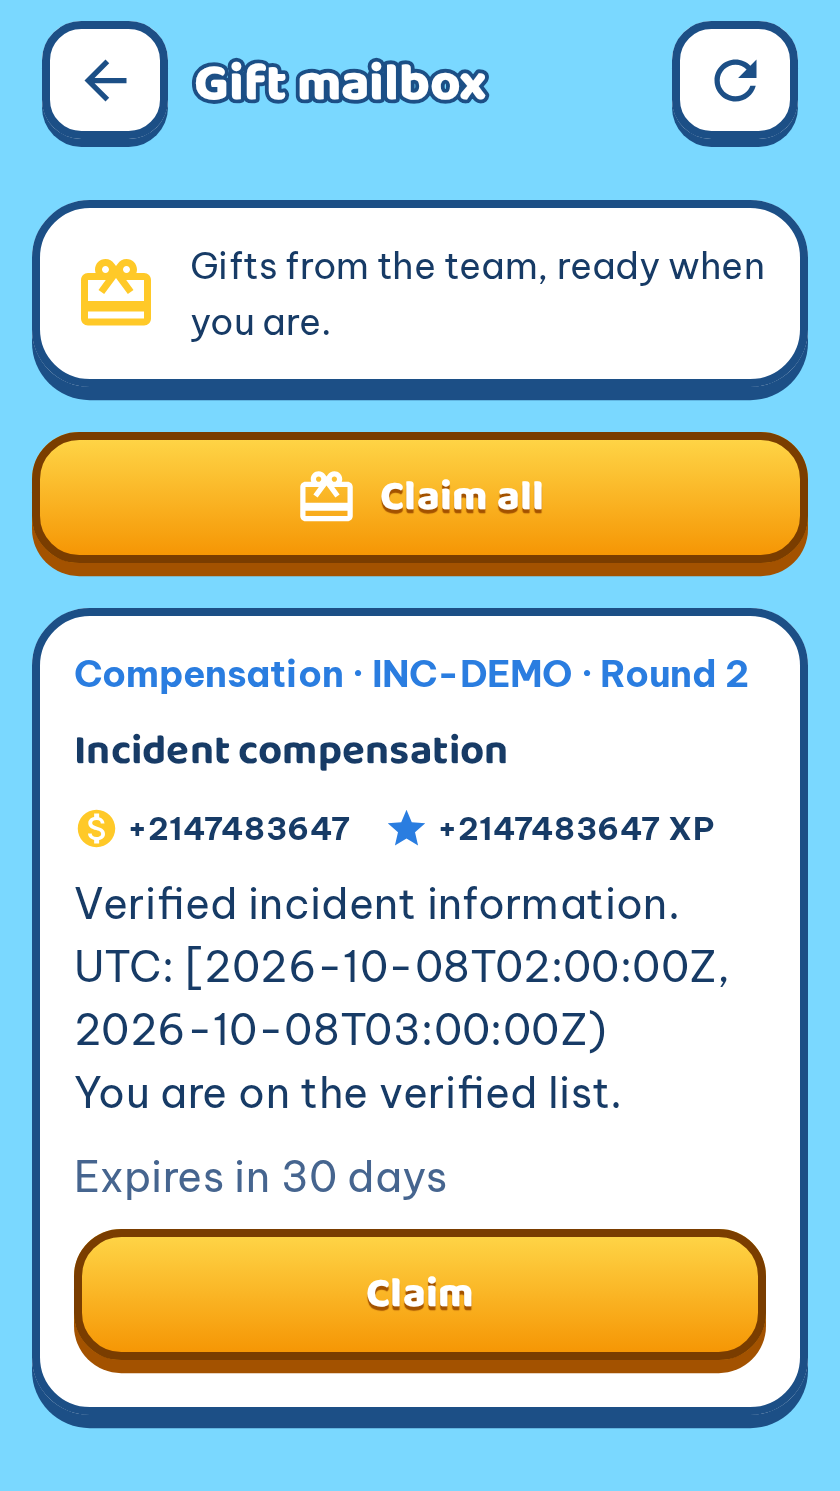 Gift mailbox
Gifts from the team, ready when
you are.
Claim all
Compensation · INC-DEMO · Round 2
Incident compensation
+2147483647 +2147483647 XP
Verified incident information.
UTC: [2026-10-08T02:00:00Z,
2026-10-08T03:00:00Z)
You are on the verified list.
Expires in 30 days
Claim